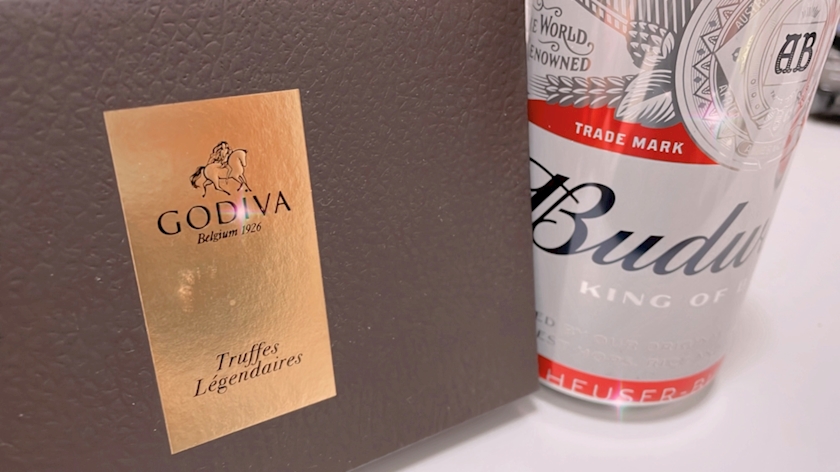 GODIVA
Belgium 1926
Truffes
Légendaires
E WORLD
ENOWNED
AB
TRADE MARK
Budw
KING OF
HEUSER-B